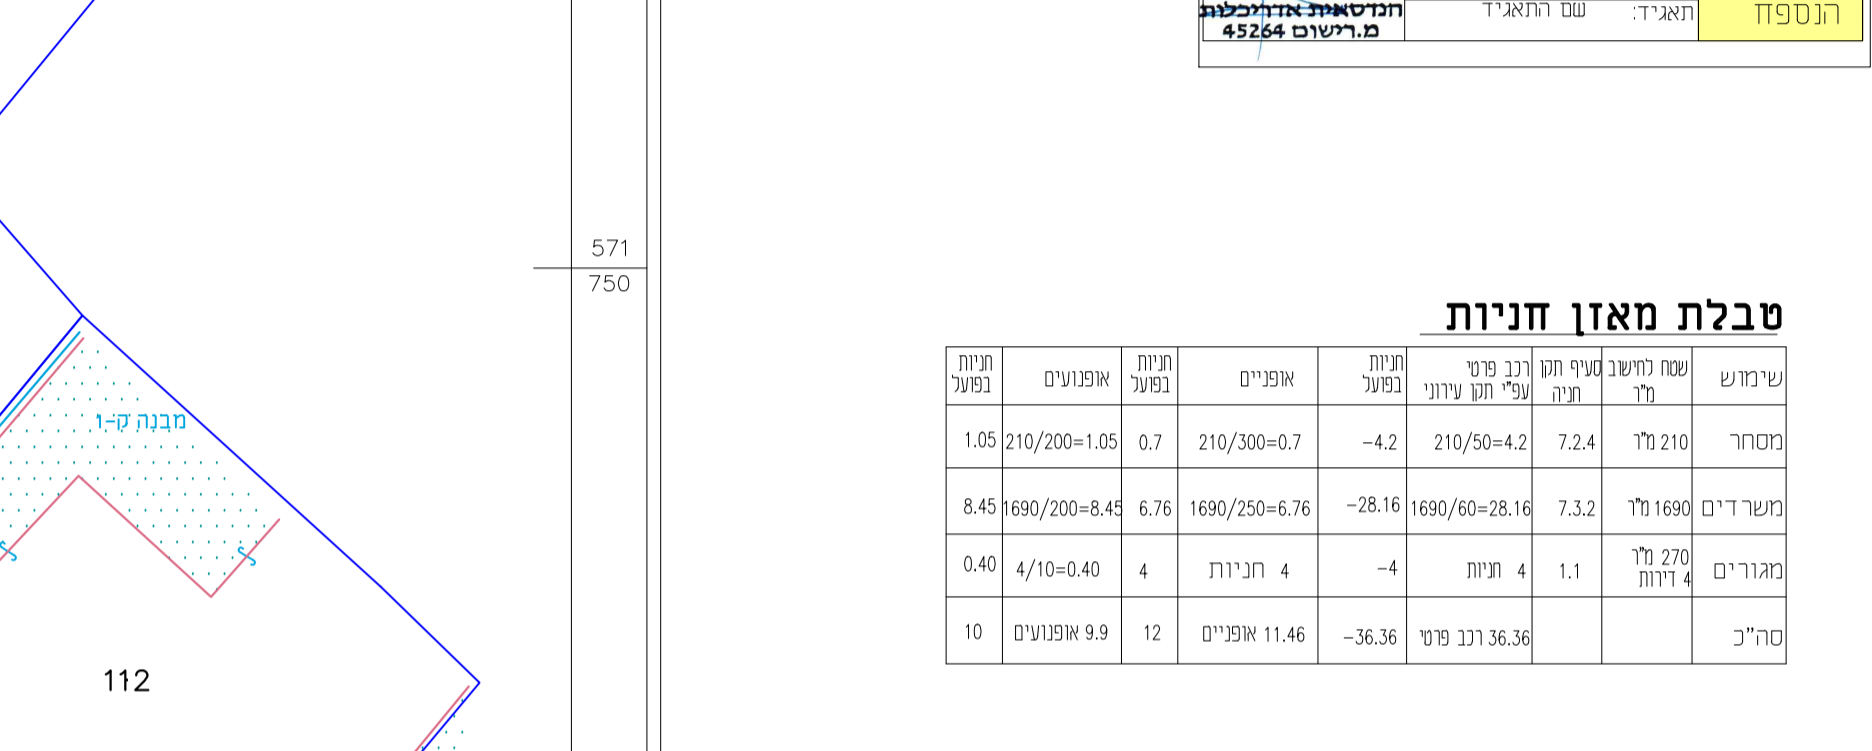 הנספח
תאגיד: שם התאגיד
הנדסאית אדריכלות
מ.רישום 45264
571
750
טבלת מאזן חניות
שימוש שטח לחישוב מ"ר סעיף תקן חניה רכב פרטי עפ"י תקן עירוני חניות בפועל אופניים חניות בפועל אופנועים חניות בפועל
מסחר 210 מ"ר 7.2.4 210/50=4.2 -4.2 210/300=0.7 0.7 210/200=1.05 1.05
משרדים 1690 מ"ר 7.3.2 1690/60=28.16 -28.16 1690/250=6.76 6.76 1690/200=8.45 8.45
מגורים 270 מ"ר 4 דירות 1.1 4 חניות -4 4 חניות 4 4/10=0.40 0.40
סה"כ 36.36 רכב פרטי -36.36 11.46 אופניים 12 9.9 אופנועים 10
מבנה ק-1
112